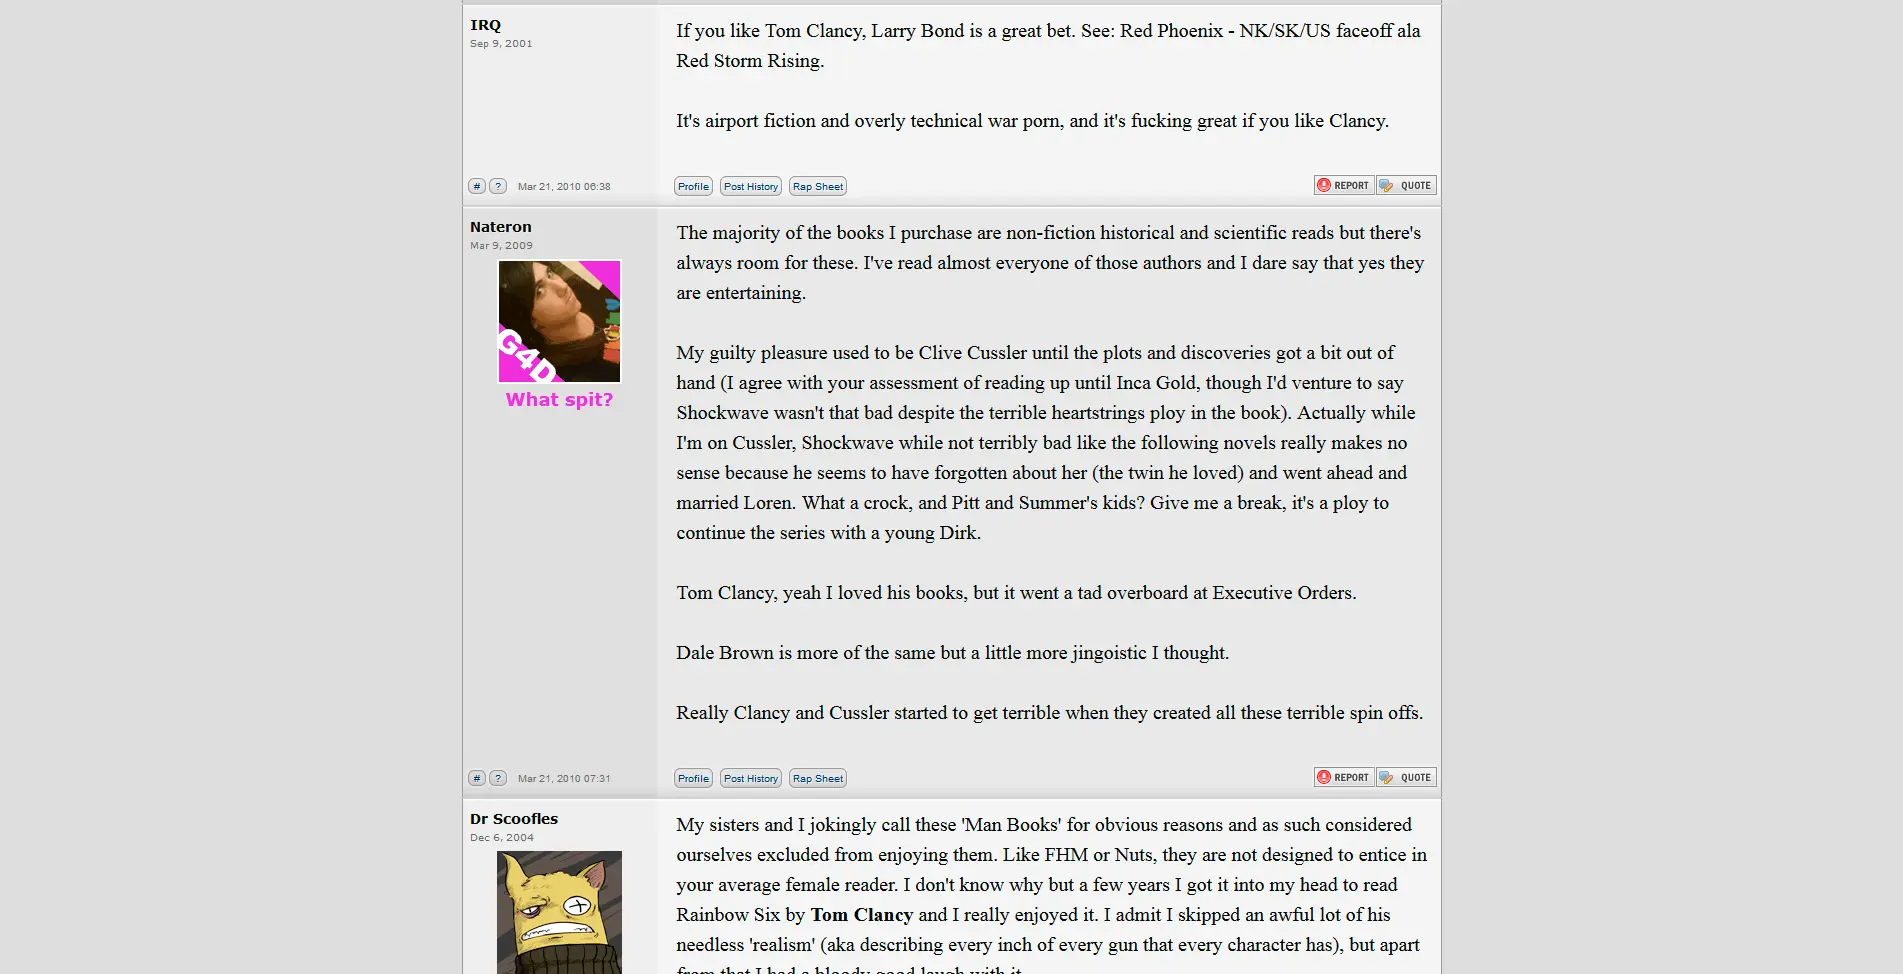 IRQ
Sep 9, 2001
If you like Tom Clancy, Larry Bond is a great bet. See: Red Phoenix - NK/SK/US faceoff ala
Red Storm Rising.
It's airport fiction and overly technical war porn, and it's fucking great if you like Clancy.
# ? Mar 21, 2010 06:38
Profile Post History Rap Sheet
REPORT QUOTE
Nateron
Mar 9, 2009
G4D
What spit?
The majority of the books I purchase are non-fiction historical and scientific reads but there's
always room for these. I've read almost everyone of those authors and I dare say that yes they
are entertaining.
My guilty pleasure used to be Clive Cussler until the plots and discoveries got a bit out of
hand (I agree with your assessment of reading up until Inca Gold, though I'd venture to say
Shockwave wasn't that bad despite the terrible heartstrings ploy in the book). Actually while
I'm on Cussler, Shockwave while not terribly bad like the following novels really makes no
sense because he seems to have forgotten about her (the twin he loved) and went ahead and
married Loren. What a crock, and Pitt and Summer's kids? Give me a break, it's a ploy to
continue the series with a young Dirk.
Tom Clancy, yeah I loved his books, but it went a tad overboard at Executive Orders.
Dale Brown is more of the same but a little more jingoistic I thought.
Really Clancy and Cussler started to get terrible when they created all these terrible spin offs.
# ? Mar 21, 2010 07:31
Profile Post History Rap Sheet
REPORT QUOTE
Dr Scoofles
Dec 6, 2004
My sisters and I jokingly call these 'Man Books' for obvious reasons and as such considered
ourselves excluded from enjoying them. Like FHM or Nuts, they are not designed to entice in
your average female reader. I don't know why but a few years I got it into my head to read
Rainbow Six by Tom Clancy and I really enjoyed it. I admit I skipped an awful lot of his
needless 'realism' (aka describing every inch of every gun that every character has), but apart
from that I had a bloody good laugh with it.